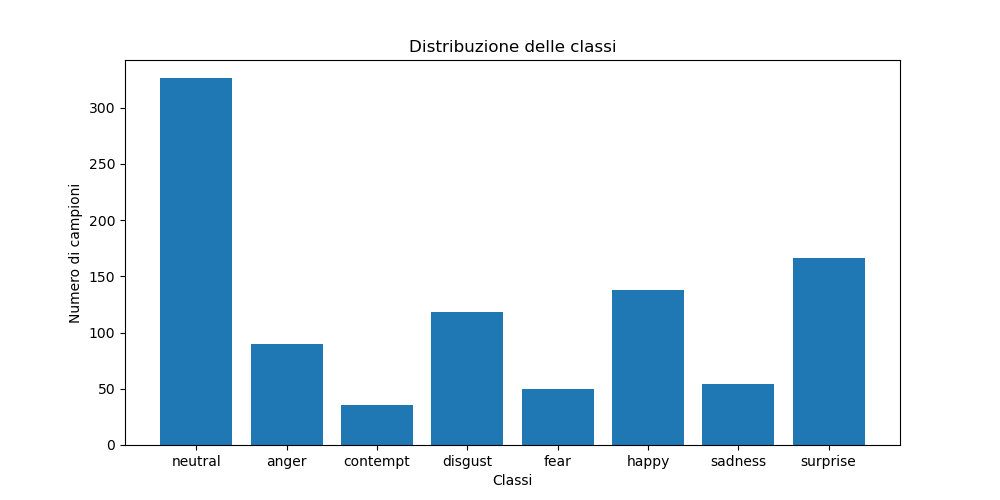 Distribuzione delle classi
Numero di campioni
300
250
200
150
100
50
0
neutral anger contempt disgust fear happy sadness surprise
Classi